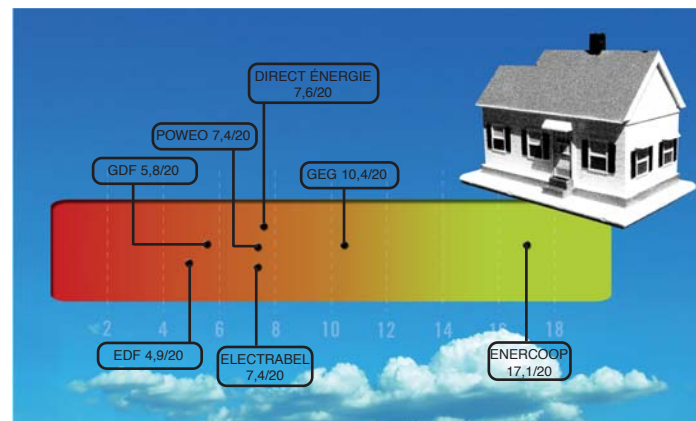 DIRECT ÉNERGIE
7,6/20
POWEO 7,4/20
GDF 5,8/20
GEG 10,4/20
2 4 6 8 10 12 14 16 18
EDF 4,9/20
ELECTRABEL
7,4/20
ENERCOOP
17,1/20